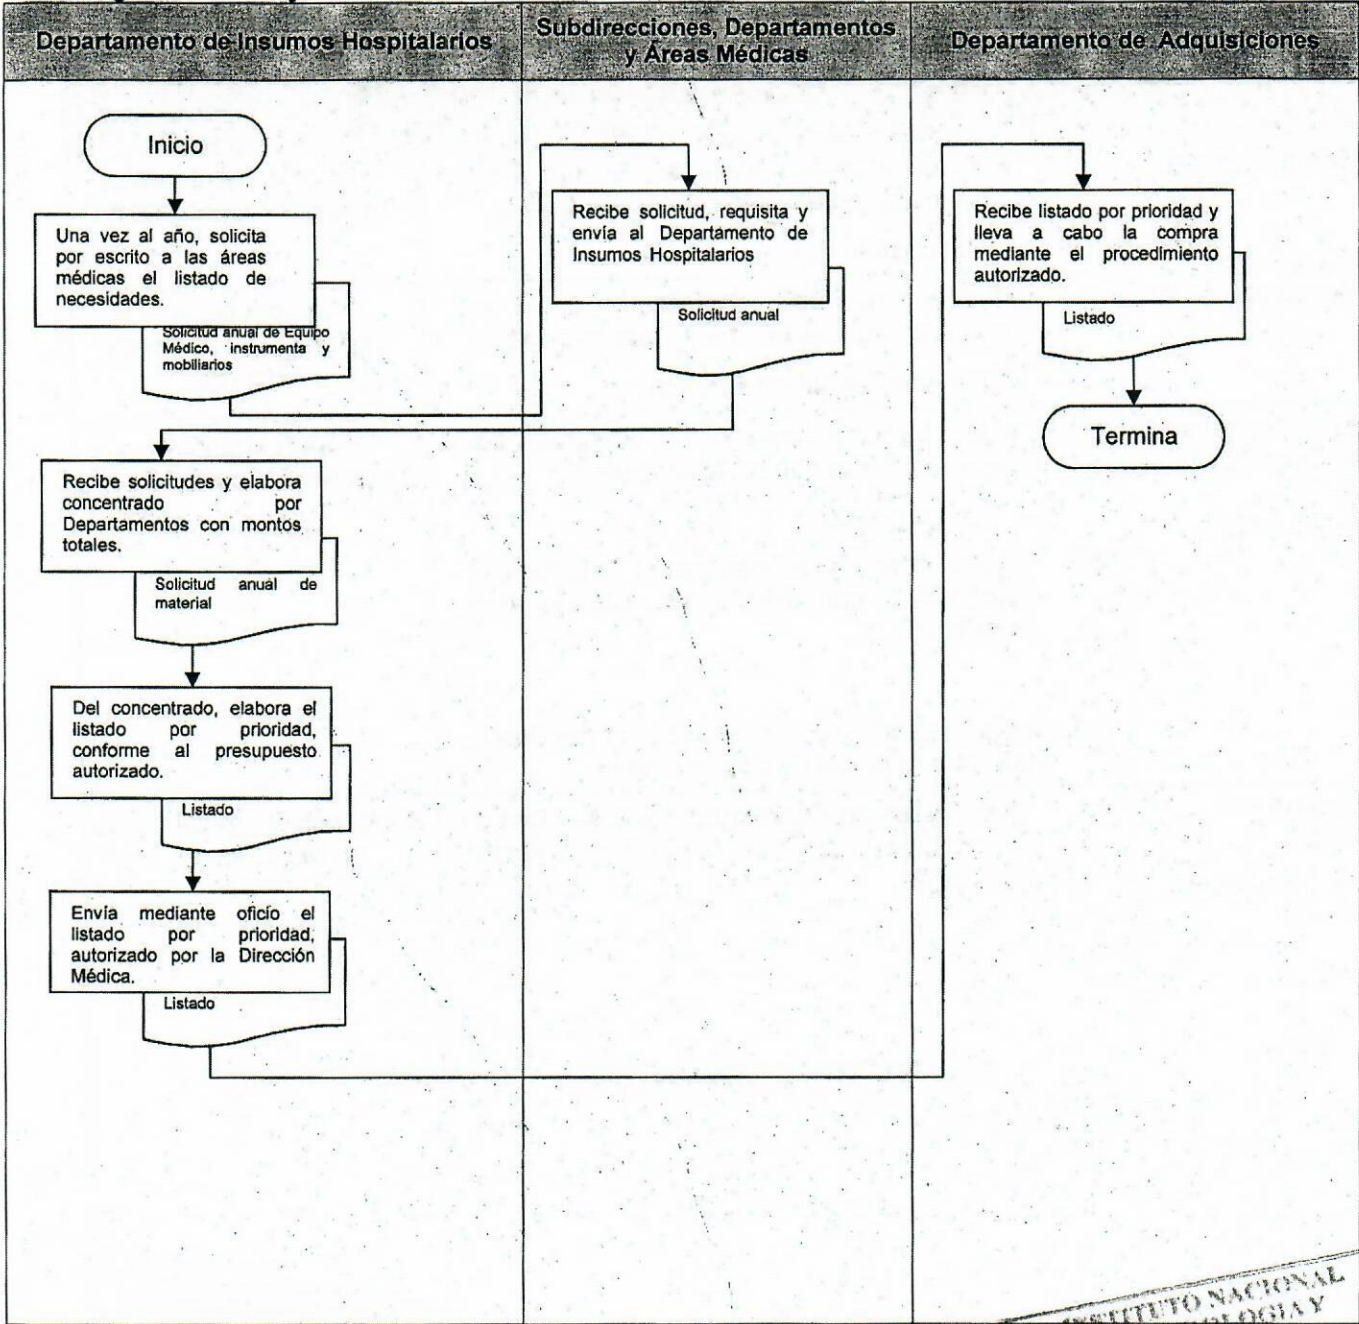 Departamento de Insumos Hospitalarios
Subdirecciones, Departamentos
y Áreas Médicas
Departamento de Adquisiciones
Inicio
Una vez al año, solicita
por escrito a las áreas
médicas el listado de
necesidades.
Solicitud anual de Equipo
Médico, instrumenta y
mobiliarios
Recibe solicitud, requisita y
envía al Departamento de
Insumos Hospitalarios
Solicitud anual
Recibe solicitudes y elabora
concentrado por
Departamentos con montos
totales.
Solicitud anual de
material
Del concentrado, elabora el
listado por prioridad,
conforme al presupuesto
autorizado.
Listado
Envía mediante oficio el
listado por prioridad,
autorizado por la Dirección
Médica.
Listado
Recibe listado por prioridad y
lleva a cabo la compra
mediante el procedimiento
autorizado.
Listado
Termina
INSTITUTO NACIONAL